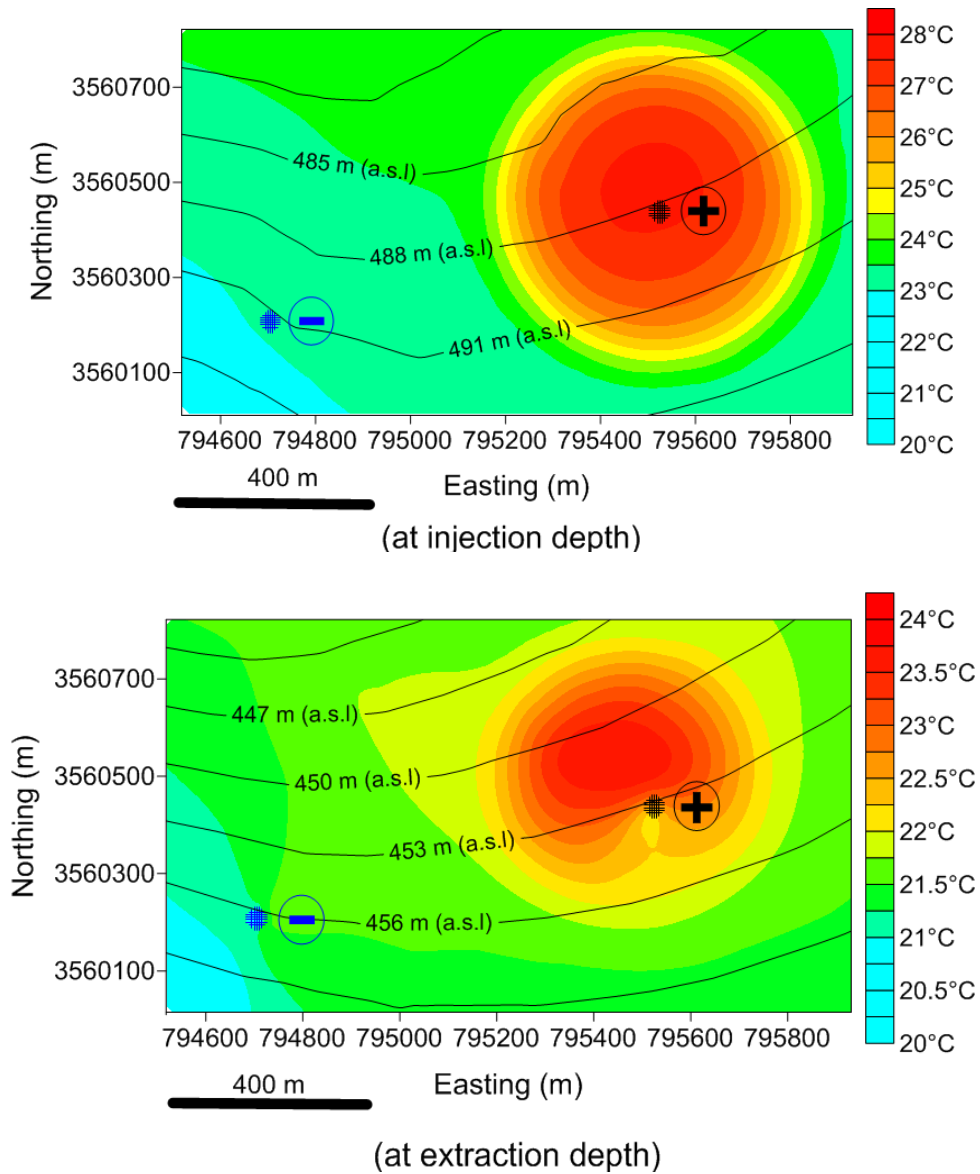 28°C
3560700
27°C
26°C
485 m (a.s.l)
3560500
25°C
Northing (m)
24°C
488 m (a.s.l)
3560300
23°C
22°C
491 m (a.s.l)
3560100
21°C
20°C
794600 794800 795000 795200 795400 795600 795800
400 m
Easting (m)
(at injection depth)
24°C
3560700
23.5°C
447 m (a.s.l)
23°C
3560500
450 m (a.s.l)
22.5°C
Northing (m)
22°C
453 m (a.s.l)
3560300
21.5°C
456 m (a.s.l)
21°C
3560100
20.5°C
20°C
794600 794800 795000 795200 795400 795600 795800
400 m
Easting (m)
(at extraction depth)